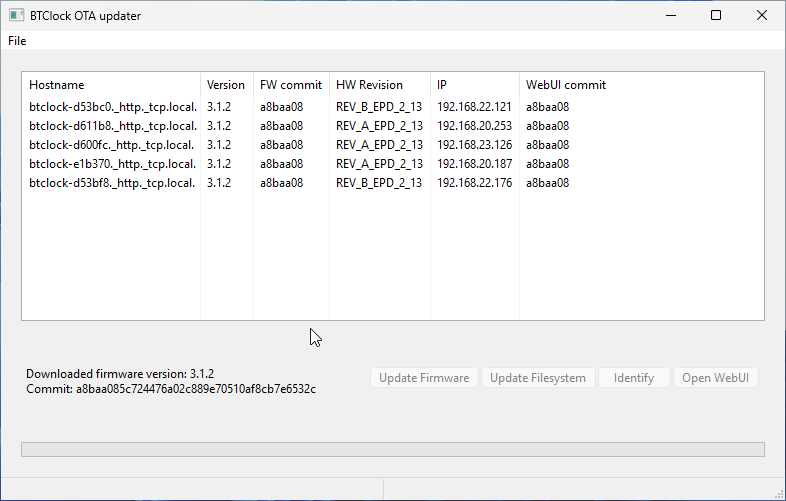 BTClock OTA updater
File
Hostname Version FW commit HW Revision IP WebUI commit
btclock-d53bc0._http._tcp.local. 3.1.2 a8baa08 REV_B_EPD_2_13 192.168.22.121 a8baa08
btclock-d611b8._http._tcp.local. 3.1.2 a8baa08 REV_A_EPD_2_13 192.168.20.253 a8baa08
btclock-d600fc._http._tcp.local. 3.1.2 a8baa08 REV_A_EPD_2_13 192.168.23.126 a8baa08
btclock-e1b370._http._tcp.local. 3.1.2 a8baa08 REV_A_EPD_2_13 192.168.20.187 a8baa08
btclock-d53bf8._http._tcp.local. 3.1.2 a8baa08 REV_B_EPD_2_13 192.168.22.176 a8baa08
Downloaded firmware version: 3.1.2
Commit: a8baa085c724476a02c889e70510af8cb7e6532c
Update Firmware Update Filesystem Identify Open WebUI